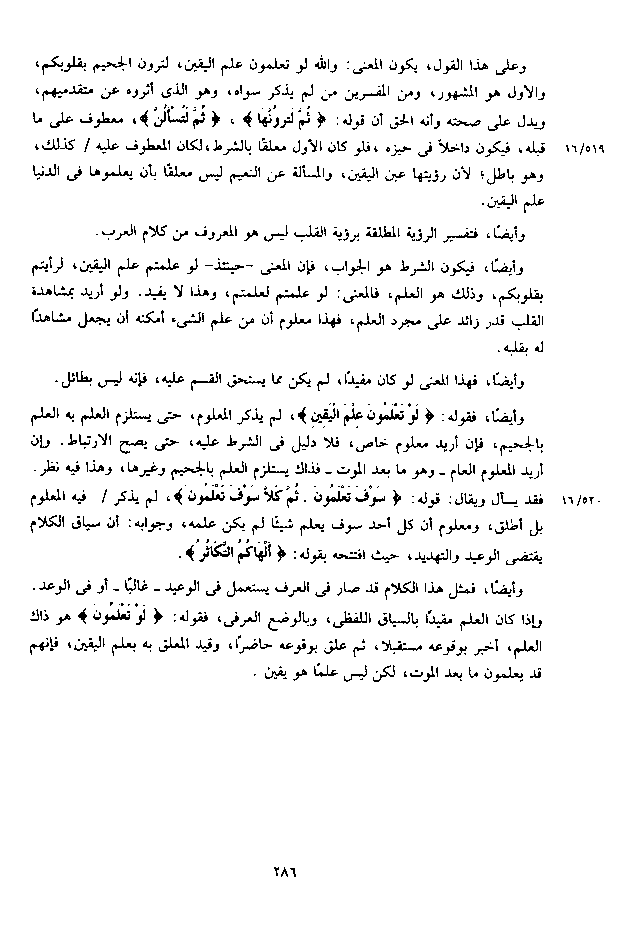 وعلى هذا القول، يكون المعنى: والله لو تعلمون علم اليقين، لترون الجحيم بقلوبكم،
والأول هو المشهور، ومن المفسرين من لم يذكر سواه، وهو الذى أثروه عن متقدميهم،
ويدل على صحته وأنه الحق أن قوله: ﴿ ثُمَّ لَتَرَوُنَّهَا ﴾ ، ﴿ ثُمَّ لَتُسْأَلُنَّ ﴾، معطوف على ما
١٦/٥١٩ قبله، فيكون داخلاً فى حيزه ،فلو كان الأول معلقًا بالشرط،لكان المعطوف عليه / كذلك،
وهو باطل؛ لأن رؤيتها عين اليقين، والمسألة عن النعيم ليس معلقًا بأن يعلموها فى الدنيا
علم اليقين.
وأيضًا، فتفسير الرؤية المطلقة برؤية القلب ليس هو المعروف من كلام العرب.
وأيضًا، فيكون الشرط هو الجواب، فإن المعنى -حينئذ- لو علمتم علم اليقين، لرأيتم
بقلوبكم، وذلك هو العلم، فالمعنى: لو علمتم لعلمتم، وهذا لا يفيد. ولو أريد بمشاهدة
القلب قدر زائد على مجرد العلم، فهذا معلوم أن من علم الشىء أمكنه أن يجعل مشاهدًا
له بقلبه.
وأيضًا، فهذا المعنى لو كان مفيدًا، لم يكن مما يستحق القسم عليه، فإنه ليس بطائل.
وأيضًا، فقوله: ﴿ لَوْ تَعْلَمُونَ عِلْمَ الْيَقِينِ ﴾، لم يذكر المعلوم، حتى يستلزم العلم به العلم
بالجحيم، فإن أريد معلوم خاص، فلا دليل فى الشرط عليه، حتى يصح الارتباط. وإن
أريد المعلوم العام ـ وهو ما بعد الموت ـ فذاك يستلزم العلم بالجحيم وغيرها، وهذا فيه نظر.
١٦/٥٢٠ فقد يسأل ويقال: قوله: ﴿ سَوْفَ تَعْلَمُونَ . ثُمَّ كَلاَّ سَوْفَ تَعْلَمُونَ ﴾، لم يذكر / فيه المعلوم
بل أطلق، ومعلوم أن كل أحد سوف يعلم شيئًا لم يكن علمه، وجوابه: أن سياق الكلام
يقتضى الوعيد والتهديد، حيث افتتحه بقوله: ﴿ أَلْهَاكُمُ التَّكَاثُرُ ﴾.
وأيضًا، فمثل هذا الكلام قد صار فى العرف يستعمل فى الوعيد ـ غالبًا ـ أو فى الوعد.
وإذا كان العلم مقيدًا بالسياق اللفظى، وبالوضع العرفى، فقوله: ﴿ لَوْ تَعْلَمُونَ ﴾ هو ذاك
العلم، أخبر بوقوعه مستقبلا، ثم علق بوقوعه حاضرًا، وقيد المعلق به بعلم اليقين، فإنهم
قد يعلمون ما بعد الموت، لكن ليس علمًا هو يقين .
٢٨٦